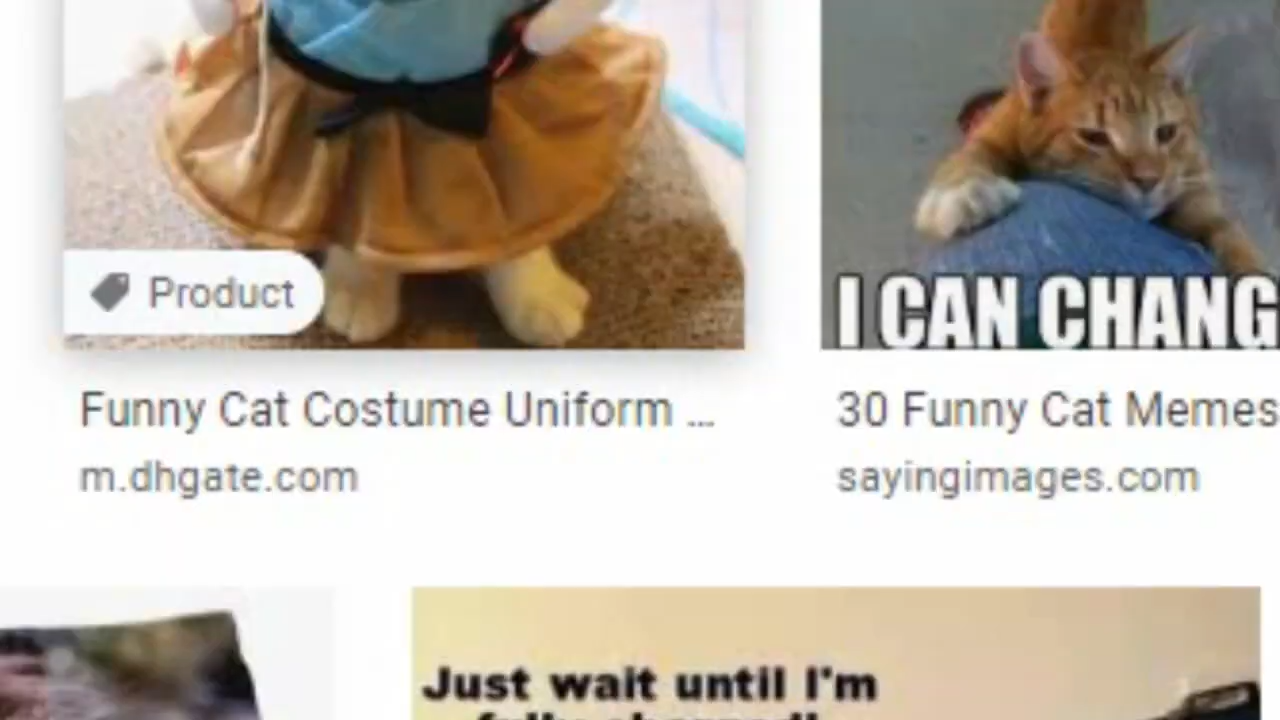 Product
I CAN CHANG
Funny Cat Costume Uniform ...
m.dhgate.com
30 Funny Cat Memes
sayingimages.com
Just wait until I'm